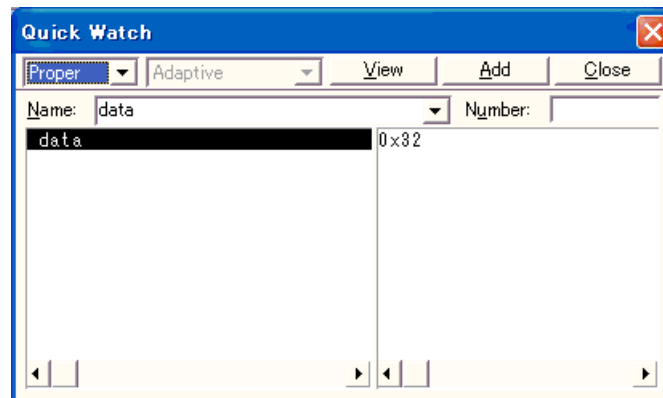 Quick Watch
Proper Adaptive View Add Close
Name: data Number:
data 0x32